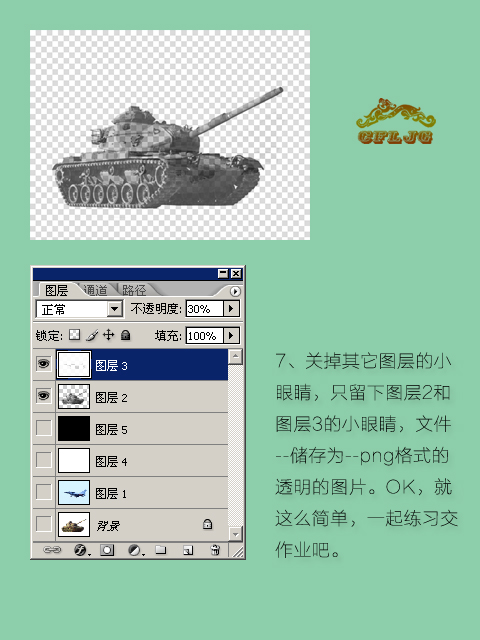 CFLJG
图层 通道 路径
正常 不透明度: 30%
锁定: 填充: 100%
图层 3
图层 2
图层 5
图层 4
图层 1
背景
7、关掉其它图层的小
眼睛，只留下图层2和
图层3的小眼睛，文件
--储存为--png格式的
透明的图片。OK，就
这么简单，一起练习交
作业吧。